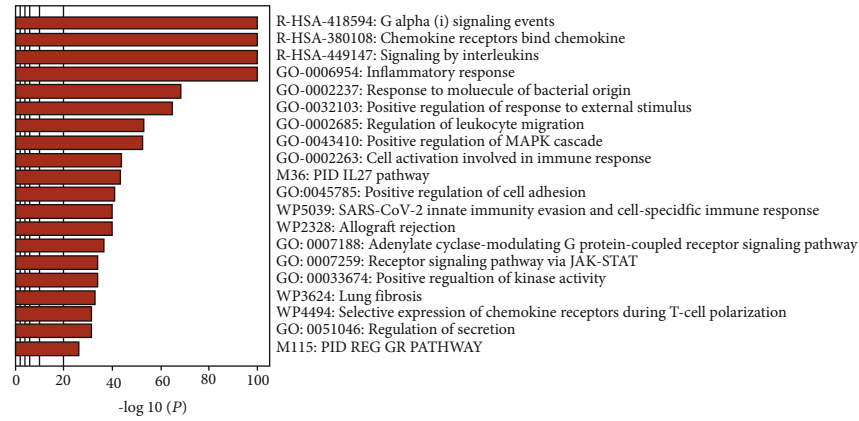 R-HSA-418594: G alpha (i) signaling events
R-HSA-380108: Chemokine receptors bind chemokine
R-HSA-449147: Signaling by interleukins
GO-0006954: Inflammatory response
GO-0002237: Response to moluecule of bacterial origin
GO-0032103: Positive regulation of response to external stimulus
GO-0002685: Regulation of leukocyte migration
GO-0043410: Positive regulation of MAPK cascade
GO-0002263: Cell activation involved in immune response
M36: PID IL27 pathway
GO:0045785: Positive regulation of cell adhesion
WP5039: SARS-CoV-2 innate immunity evasion and cell-specidfic immune response
WP2328: Allograft rejection
GO: 0007188: Adenylate cyclase-modulating G protein-coupled receptor signaling pathway
GO: 0007259: Receptor signaling pathway via JAK-STAT
GO: 00033674: Positive regualtion of kinase activity
WP3624: Lung fibrosis
WP4494: Selective expression of chemokine receptors during T-cell polarization
GO: 0051046: Regulation of secretion
M115: PID REG GR PATHWAY
0 20 40 60 80 100
-log 10 (P)